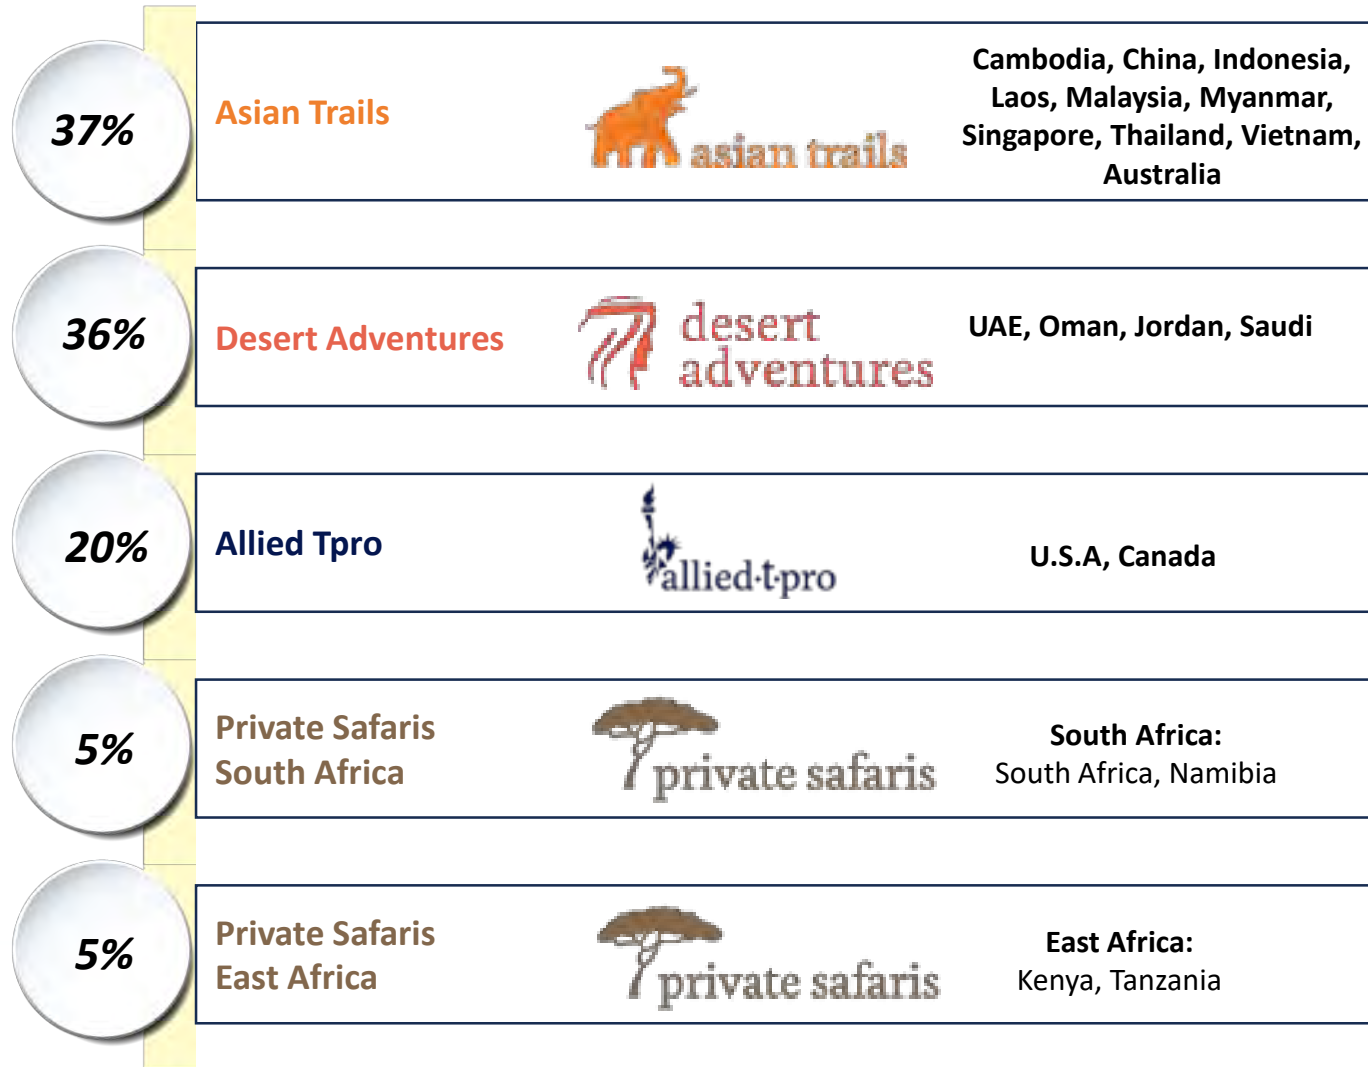 37%
Asian Trails
asian trails
Cambodia, China, Indonesia,
Laos, Malaysia, Myanmar,
Singapore, Thailand, Vietnam,
Australia
36%
Desert Adventures
desert
adventures
UAE, Oman, Jordan, Saudi
20%
Allied Tpro
allied·t·pro
U.S.A, Canada
5%
Private Safaris
South Africa
private safaris
South Africa:
South Africa, Namibia
5%
Private Safaris
East Africa
private safaris
East Africa:
Kenya, Tanzania